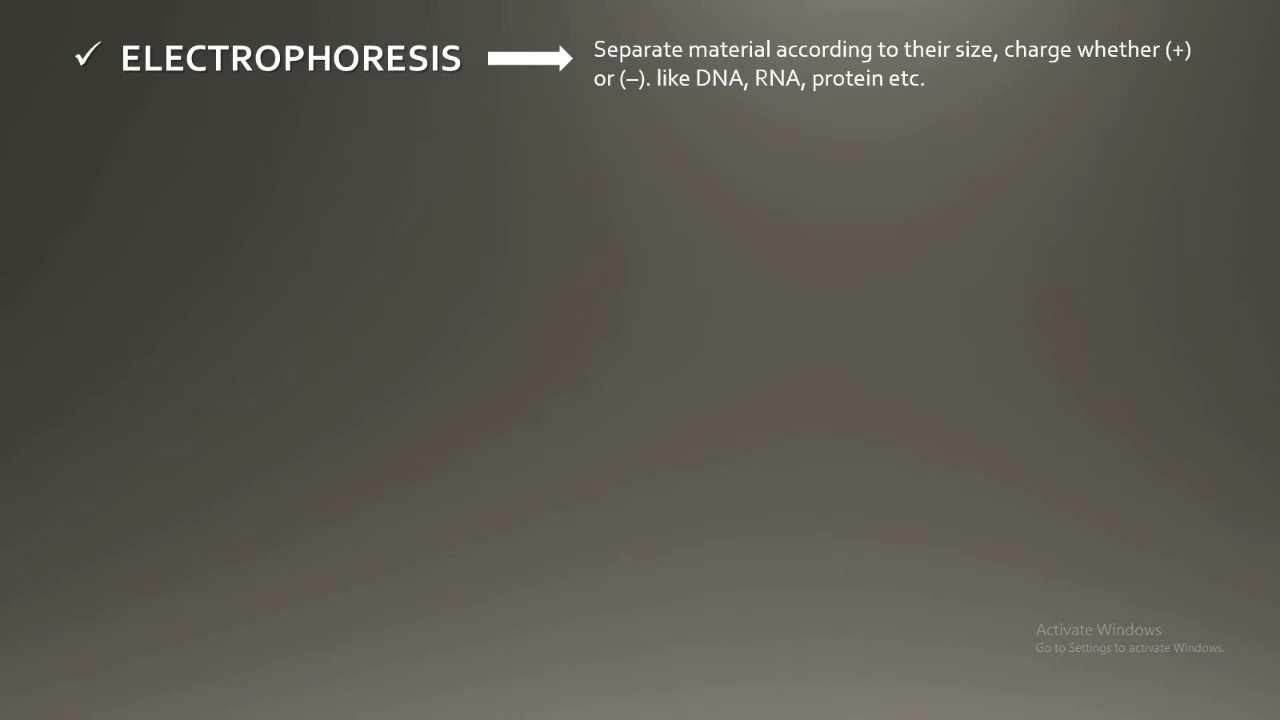 ✓ ELECTROPHORESIS
Separate material according to their size, charge whether (+)
or (–). like DNA, RNA, protein etc.
Activate Windows
Go to Settings to activate Windows.